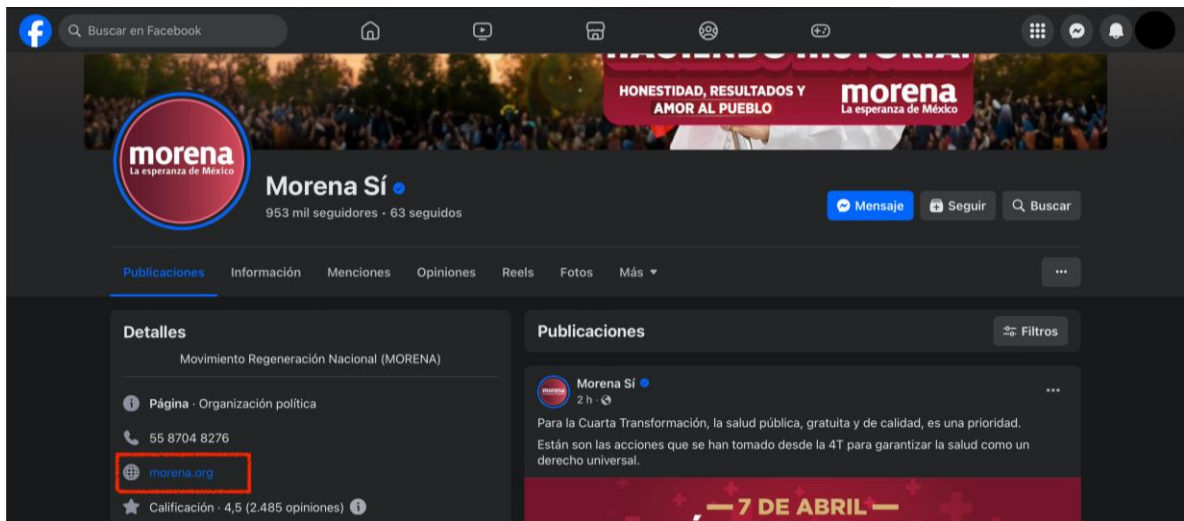 Buscar en Facebook
HONESTIDAD, RESULTADOS Y
AMOR AL PUEBLO
morena
La esperanza de México
morena
La esperanza de México
Morena Sí
953 mil seguidores · 63 seguidos
Mensaje
Seguir
Buscar
Publicaciones Información Menciones Opiniones Reels Fotos Más
Detalles
Movimiento Regeneración Nacional (MORENA)
Página · Organización política
55 8704 8276
morena.org
Calificación · 4,5 (2.485 opiniones)
Publicaciones
Filtros
morena
Morena Sí
2 h ·
Para la Cuarta Transformación, la salud pública, gratuita y de calidad, es una prioridad.
Están son las acciones que se han tomado desde la 4T para garantizar la salud como un
derecho universal.
7 DE ABRIL